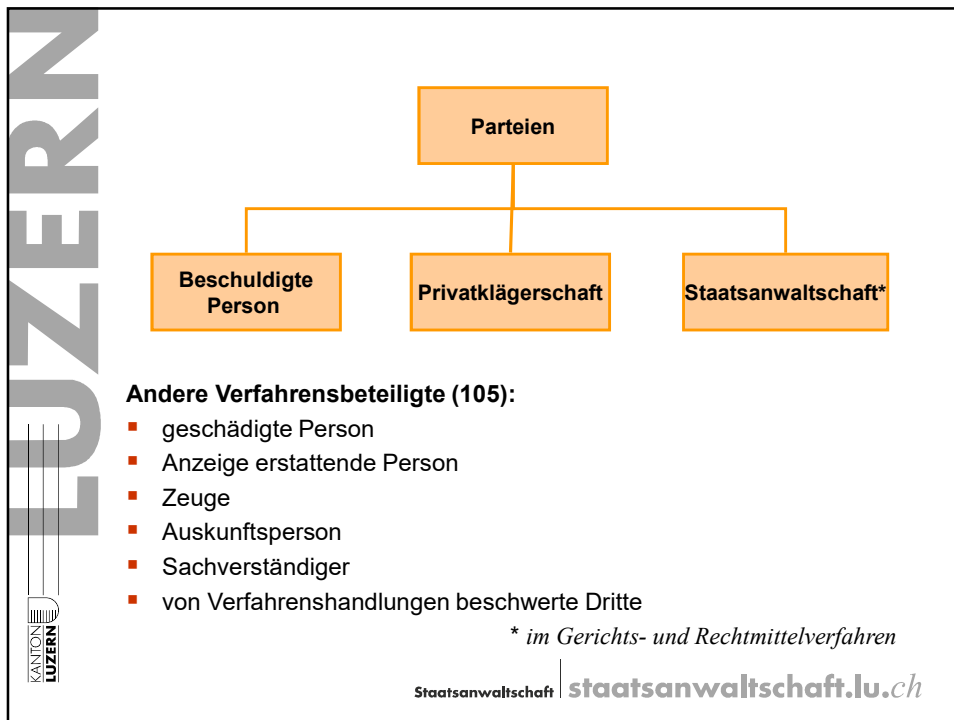 LUZERN
Parteien
Beschuldigte
Person
Privatklägerschaft
Staatsanwaltschaft*
Andere Verfahrensbeteiligte (105):
▪ geschädigte Person
▪ Anzeige erstattende Person
▪ Zeuge
▪ Auskunftsperson
▪ Sachverständiger
▪ von Verfahrenshandlungen beschwerte Dritte
* im Gerichts- und Rechtmittelverfahren
KANTON
LUZERN
Staatsanwaltschaft staatsanwaltschaft.lu.ch